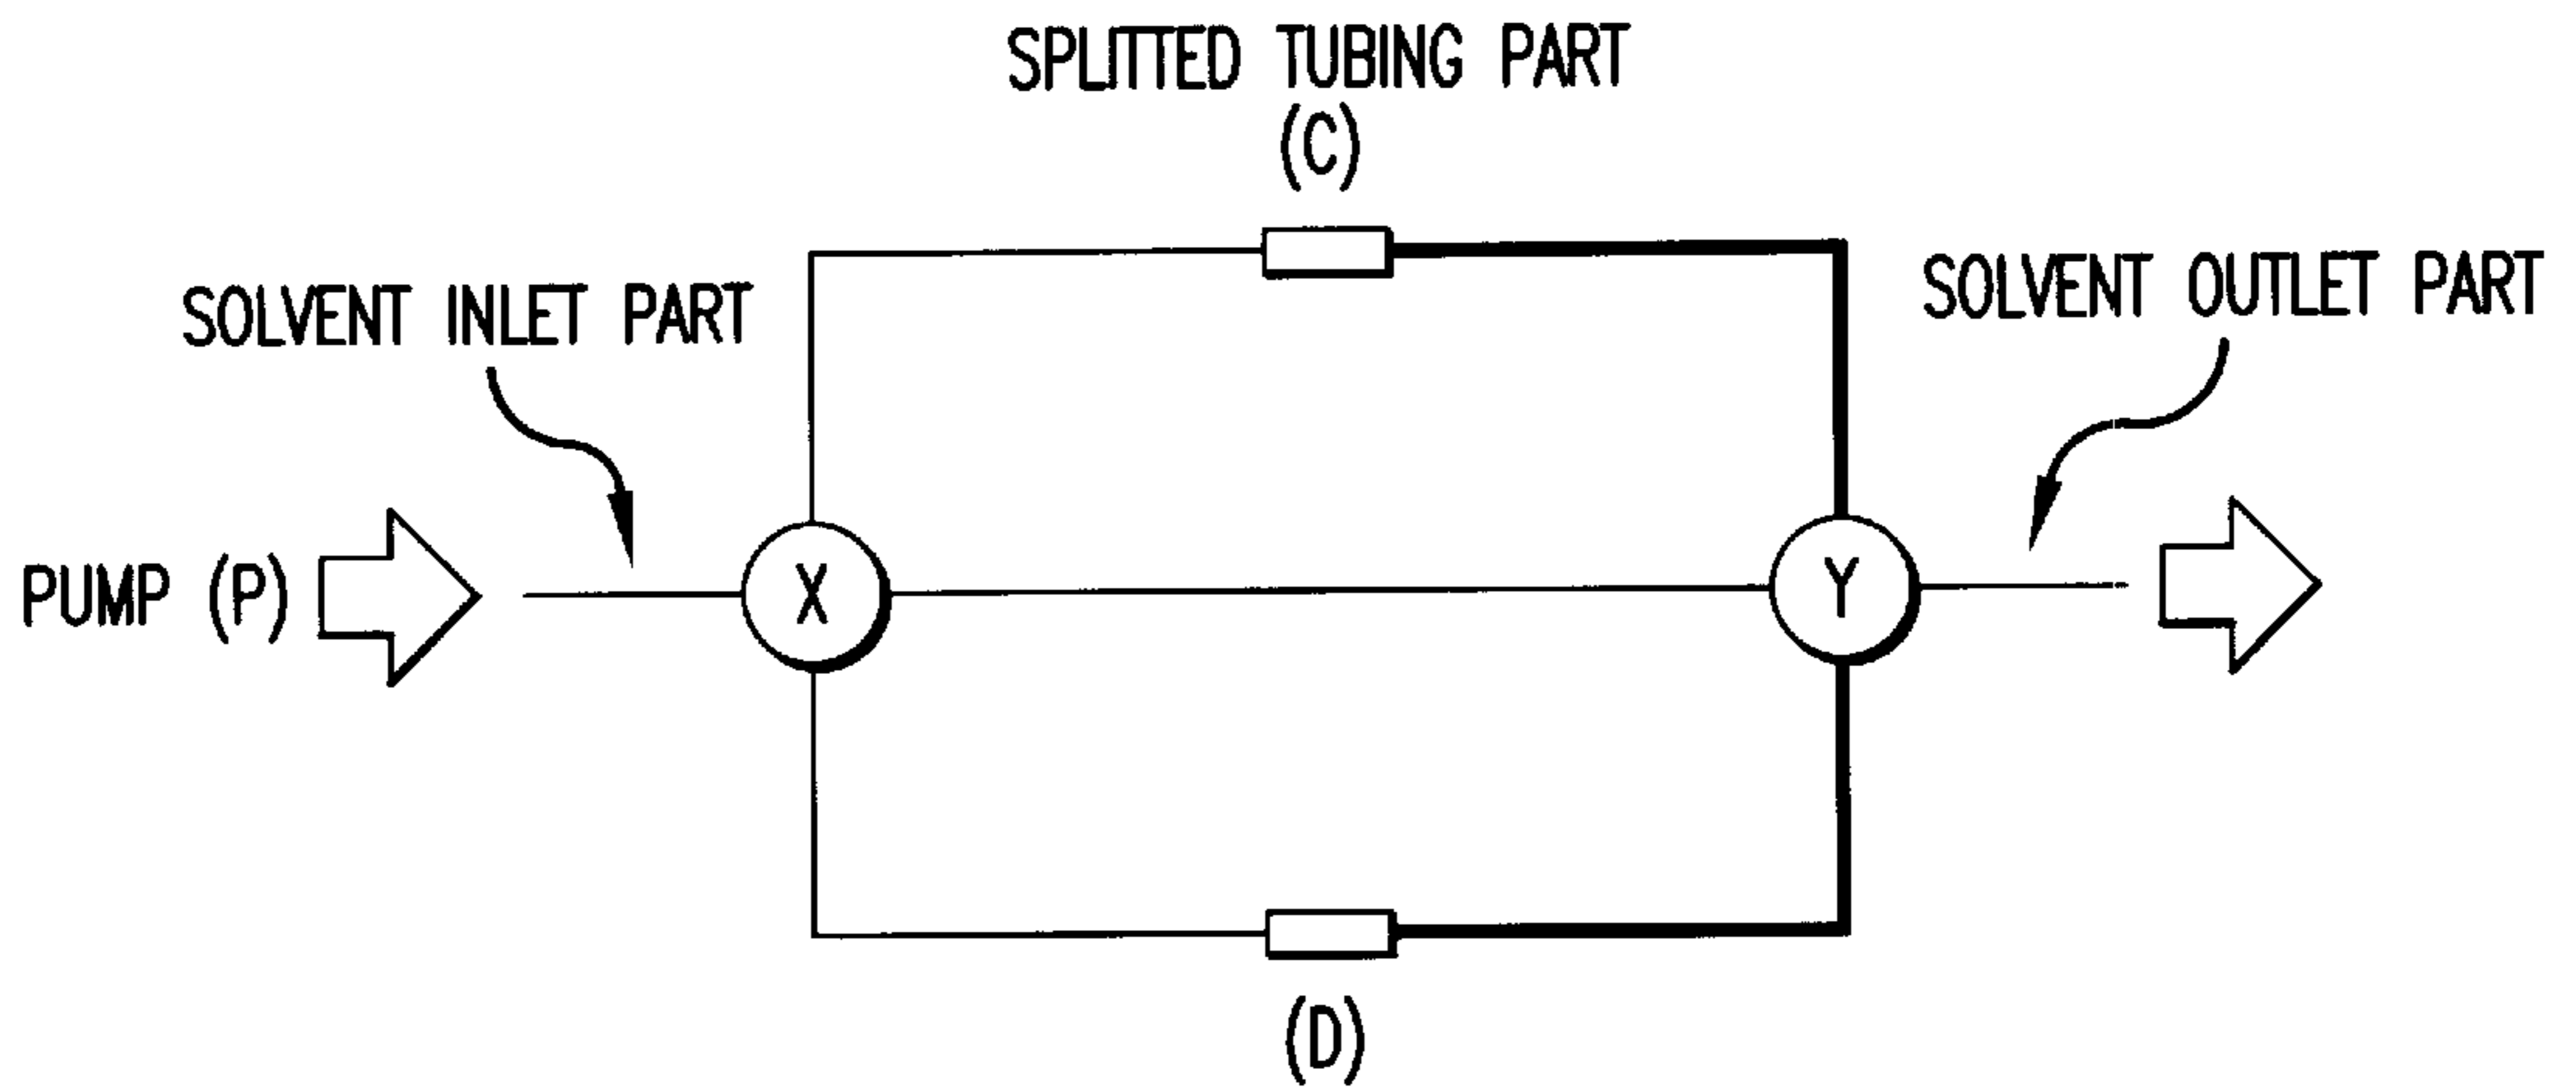 SPLITTED TUBING PART
(C)
SOLVENT INLET PART
SOLVENT OUTLET PART
PUMP (P)
X
Y
(D)